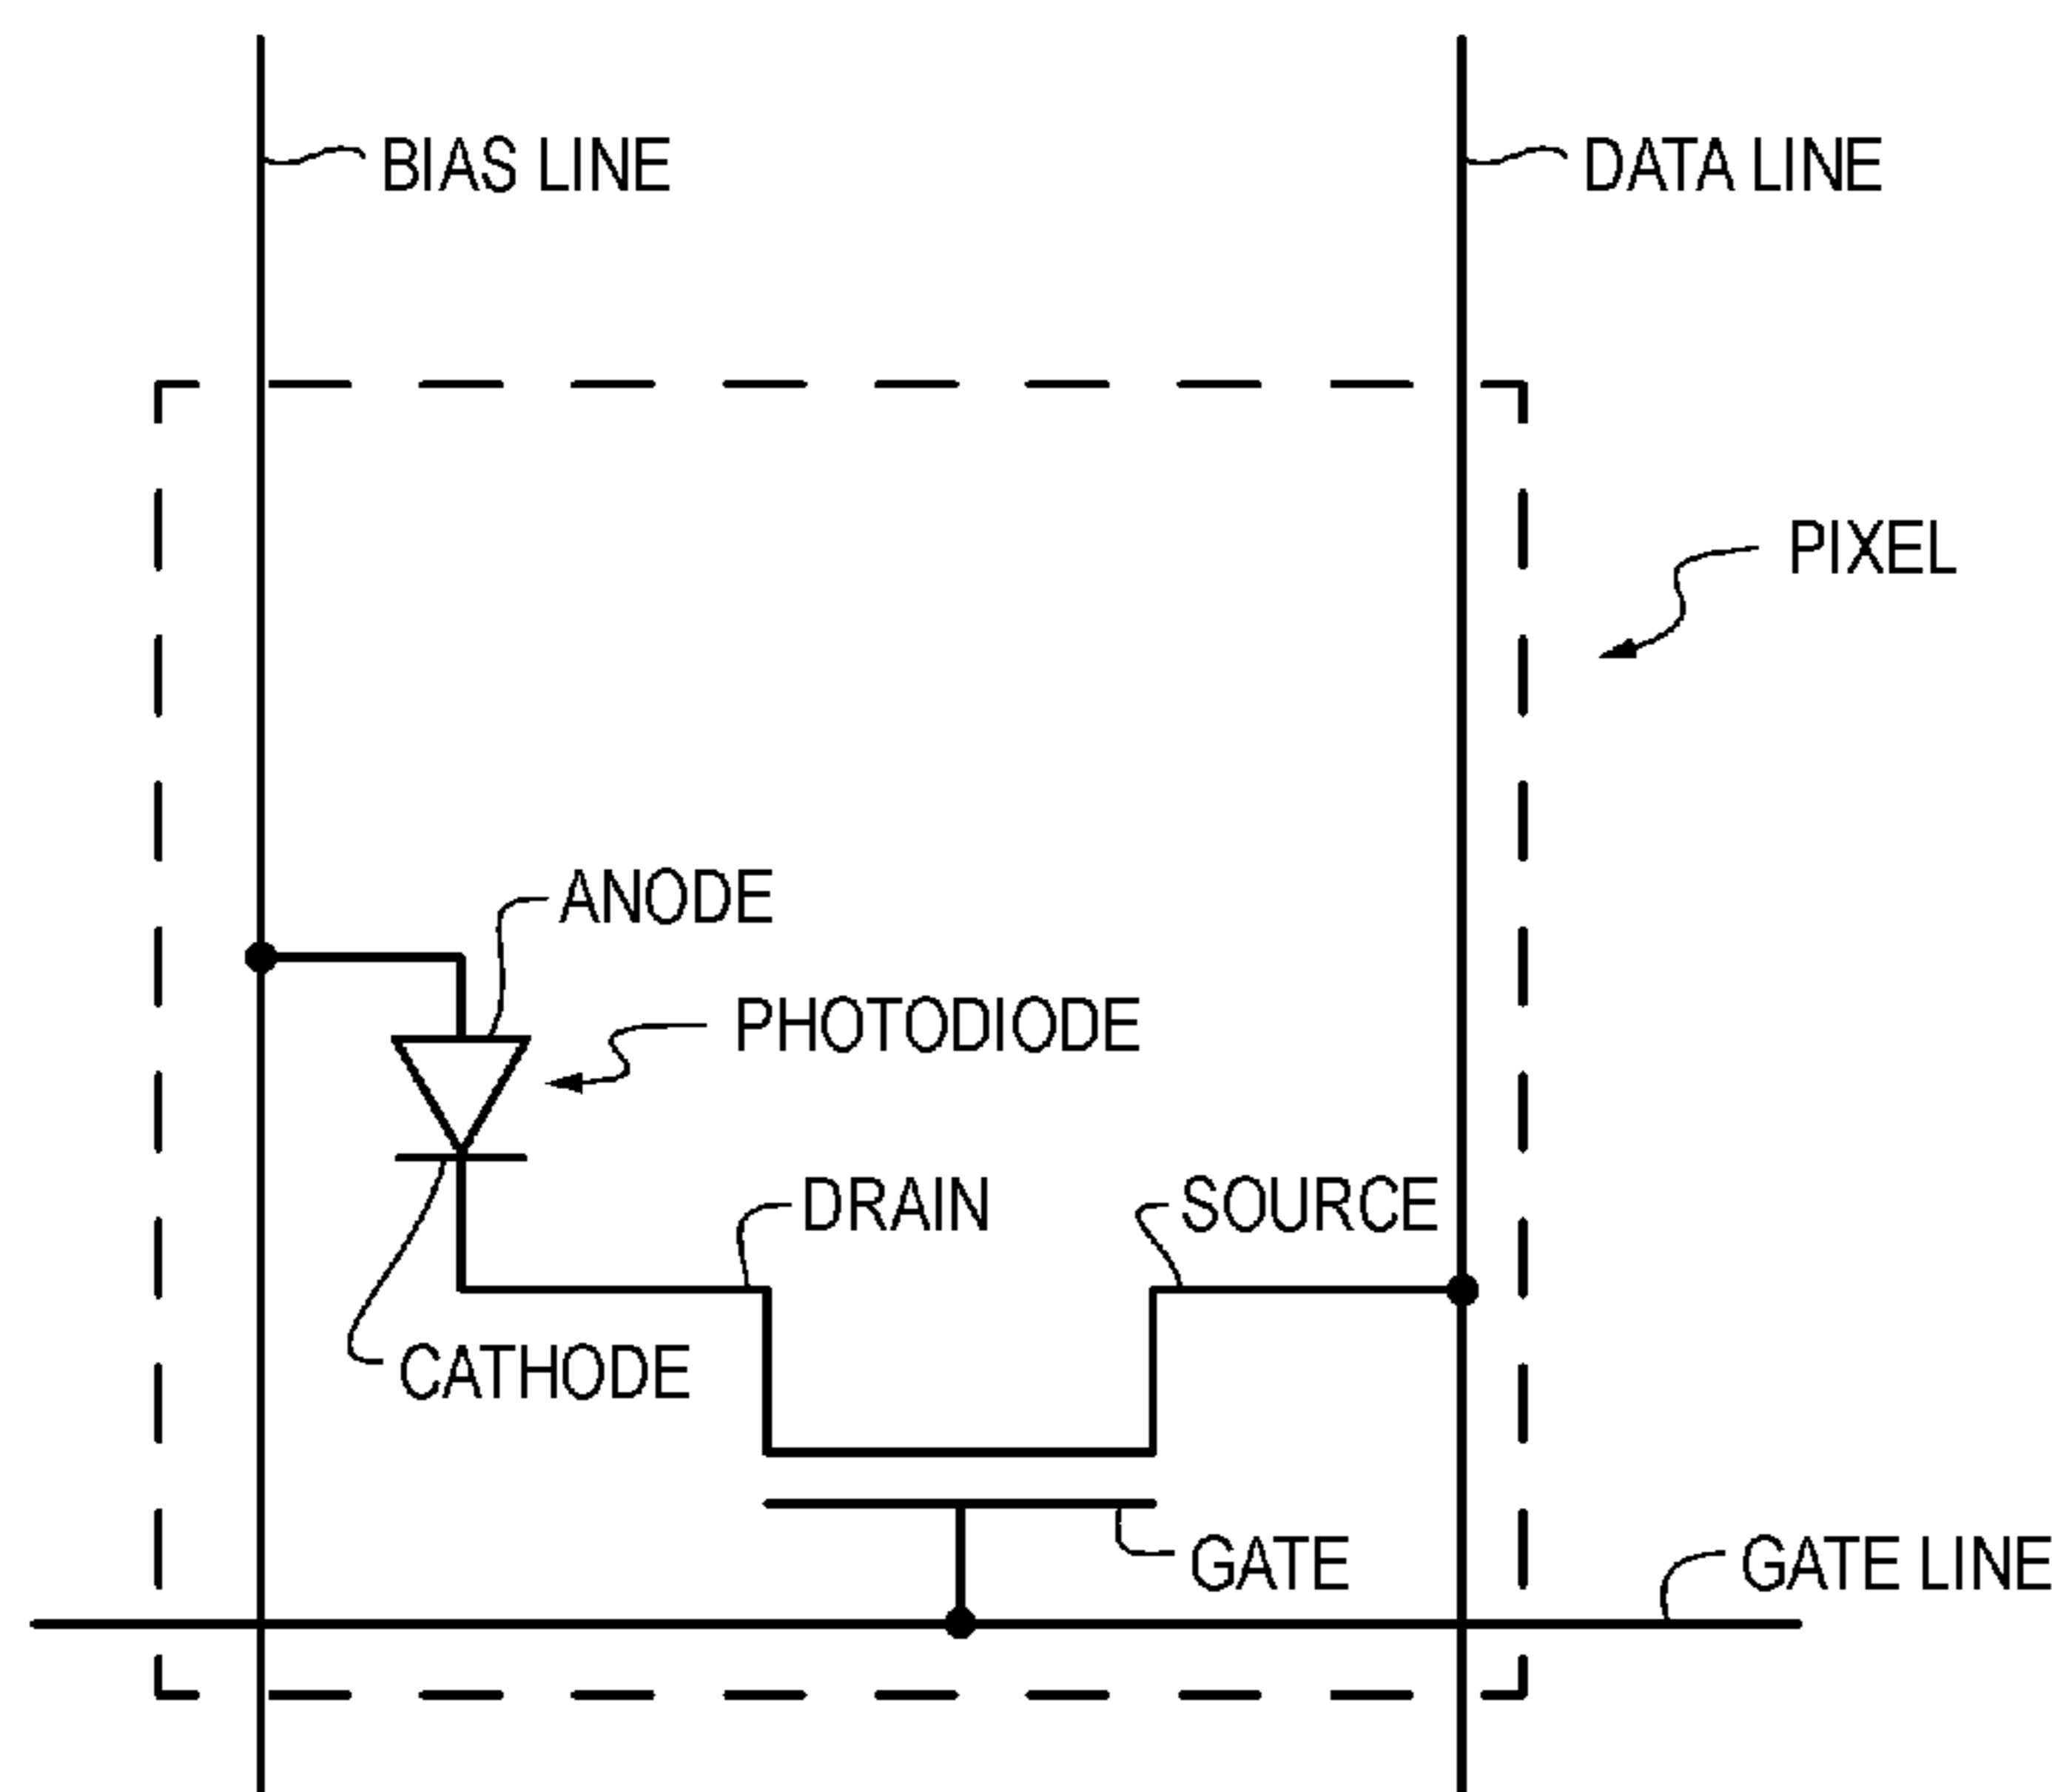 BIAS LINE
DATA LINE
PIXEL
ANODE
PHOTODIODE
DRAIN
SOURCE
CATHODE
GATE
GATE LINE